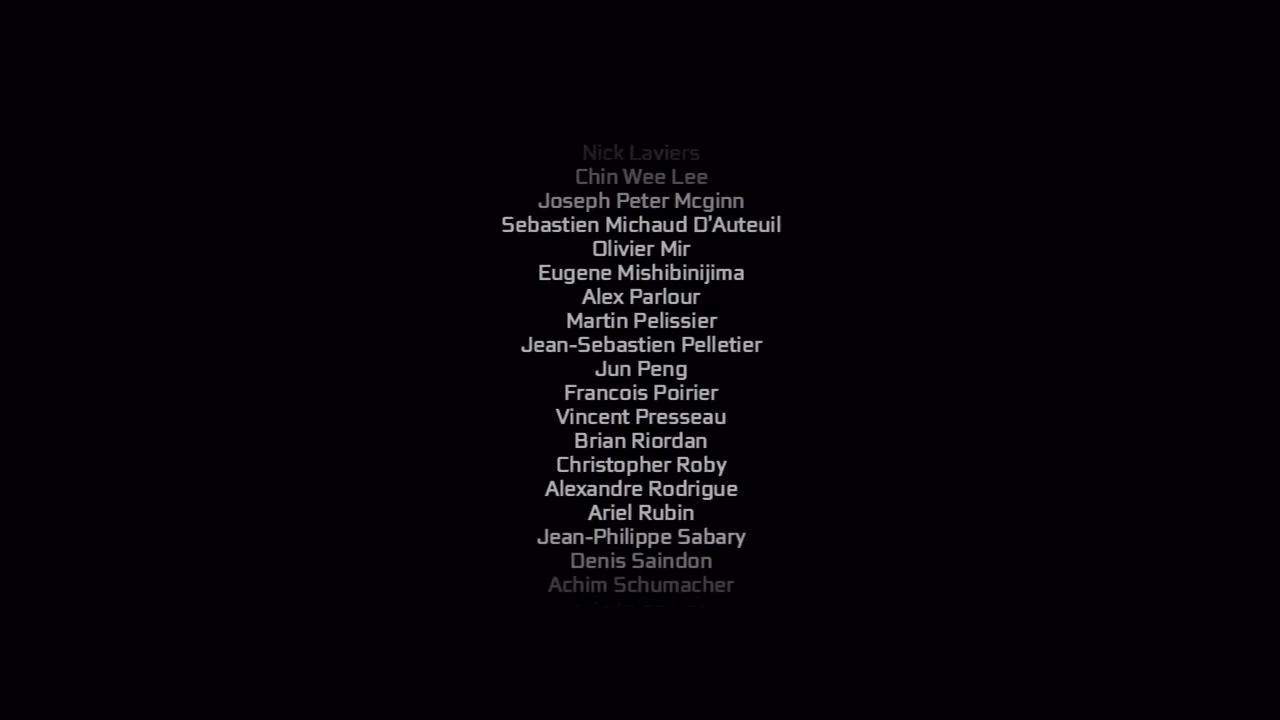 Nick Laviers
Chin Wee Lee
Joseph Peter Mcginn
Sebastien Michaud D'Auteuil
Olivier Mir
Eugene Mishibinijima
Alex Parlour
Martin Pelissier
Jean-Sebastien Pelletier
Jun Peng
Francois Poirier
Vincent Presseau
Brian Riordan
Christopher Roby
Alexandre Rodrigue
Ariel Rubin
Jean-Philippe Sabary
Denis Saindon
Achim Schumacher